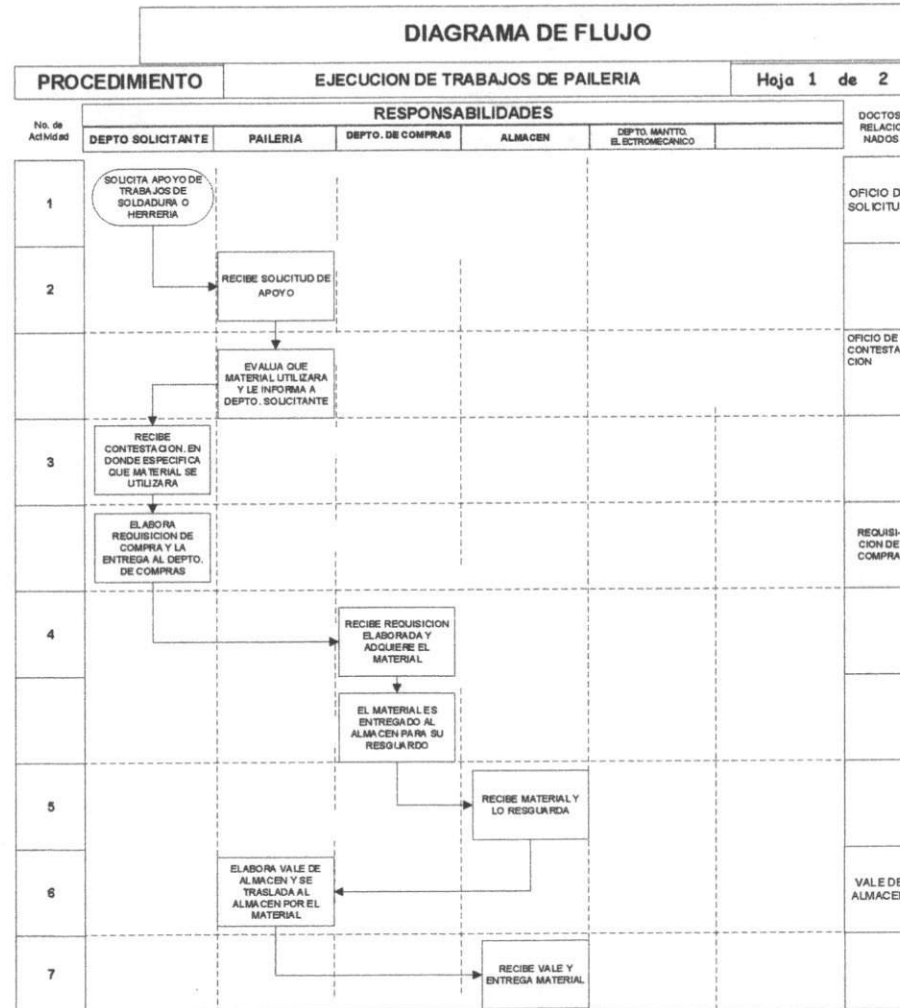 DIAGRAMA DE FLUJO
PROCEDIMIENTO
EJECUCION DE TRABAJOS DE PAILERIA
Hoja 1 de 2
No. de
Actividad
RESPONSABILIDADES
DEPTO SOLICITANTE
PAILERIA
DEPTO. DE COMPRAS
ALMACEN
DEPTO. MANTTO.
ELECTROMECANICO
DOCTOS
RELACIO
NADOS
1
SOLICITA APOYO DE
TRABAJOS DE
SOLDADURA O
HERRERIA
OFICIO D
SOLICITU
2
RECIBE SOLICITUD DE
APOYO
EVALUA QUE
MATERIAL UTILIZARA
Y LE INFORMA A
DEPTO. SOLICITANTE
OFICIO DE
CONTESTA
CION
3
RECIBE
CONTESTACION. EN
DONDE ESPECIFICA
QUE MATERIAL SE
UTILIZARA
ELABORA
REQUISICION DE
COMPRA Y LA
ENTREGA AL DEPTO.
DE COMPRAS
REQUISI-
CION DE
COMPRA
4
RECIBE REQUISICION
ELABORADA Y
ADQUIERE EL
MATERIAL
EL MATERIAL ES
ENTREGADO AL
ALMACEN PARA SU
RESGUARDO
5
RECIBE MATERIAL Y
LO RESGUARDA
6
ELABORA VALE DE
ALMACEN Y SE
TRASLADA AL
ALMACEN POR EL
MATERIAL
VALE DE
ALMACEN
7
RECIBE VALE Y
ENTREGA MATERIAL